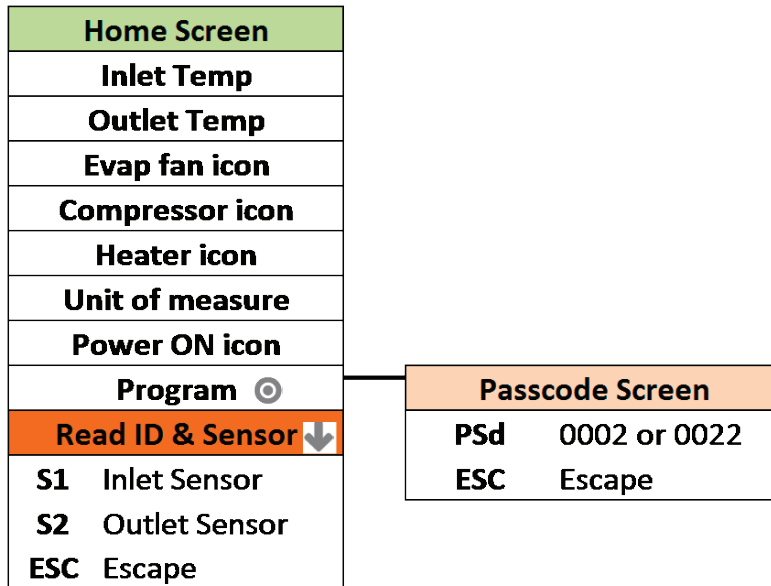 Home Screen
Inlet Temp
Outlet Temp
Evap fan icon
Compressor icon
Heater icon
Unit of measure
Power ON icon
Program
Read ID & Sensor
S1 Inlet Sensor
S2 Outlet Sensor
ESC Escape
Passcode Screen
PSd 0002 or 0022
ESC Escape